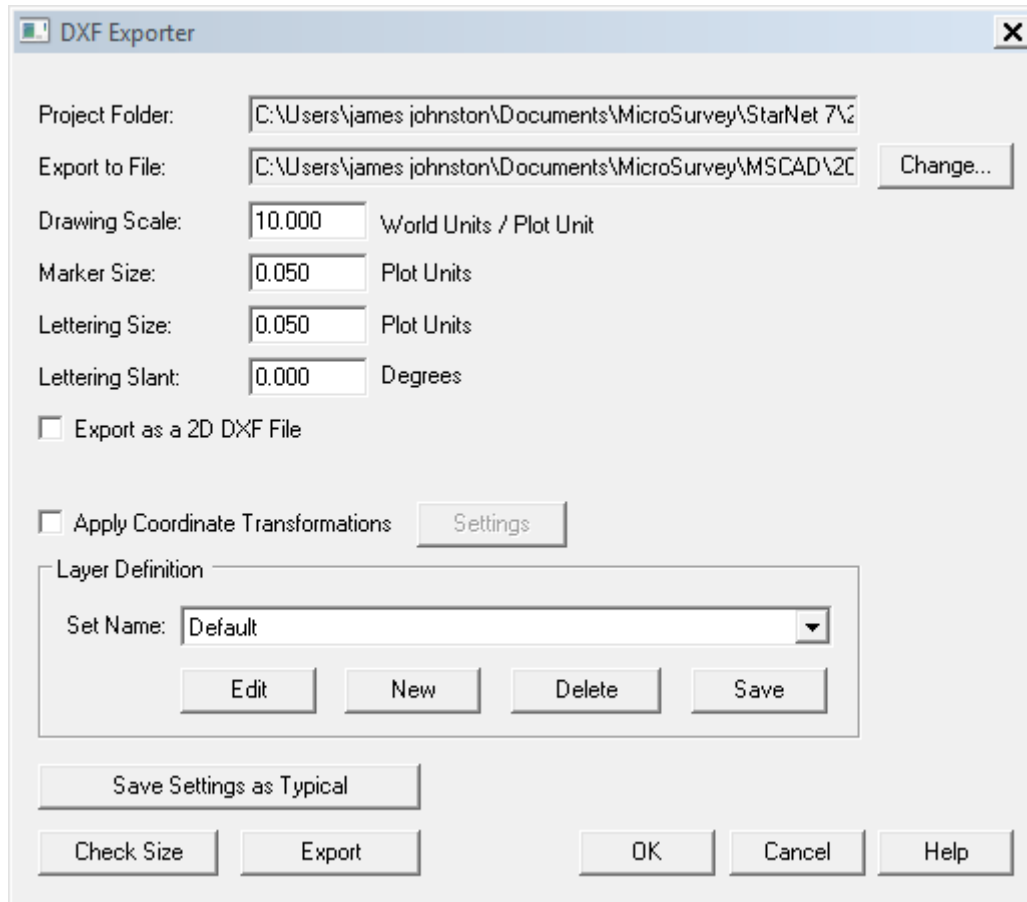 DXF Exporter
Project Folder: C:\Users\james johnston\Documents\MicroSurvey\StarNet 7\2
Export to File: C:\Users\james johnston\Documents\MicroSurvey\MSCAD\20 Change...
Drawing Scale: 10.000 World Units / Plot Unit
Marker Size: 0.050 Plot Units
Lettering Size: 0.050 Plot Units
Lettering Slant: 0.000 Degrees
Export as a 2D DXF File
Apply Coordinate Transformations Settings
Layer Definition
Set Name: Default
Edit New Delete Save
Save Settings as Typical
Check Size Export OK Cancel Help